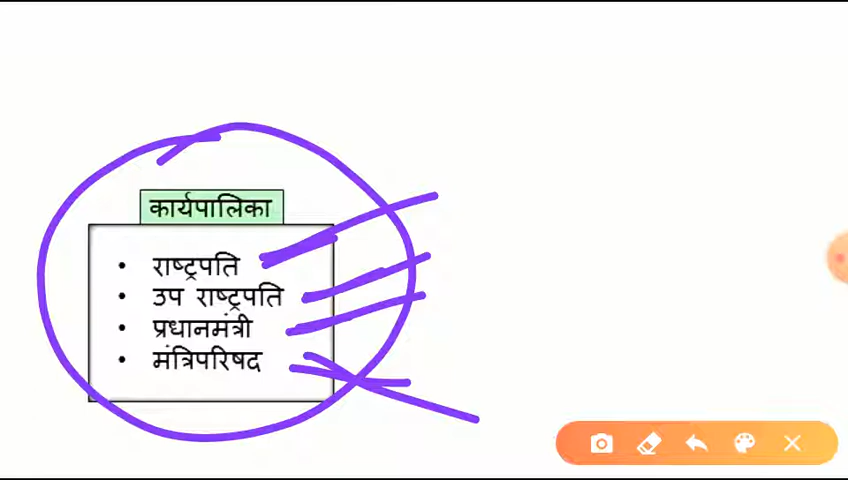 कार्यपालिका
• राष्ट्रपति
• उप राष्ट्रपति
• प्रधानमंत्री
• मंत्रिपरिषद